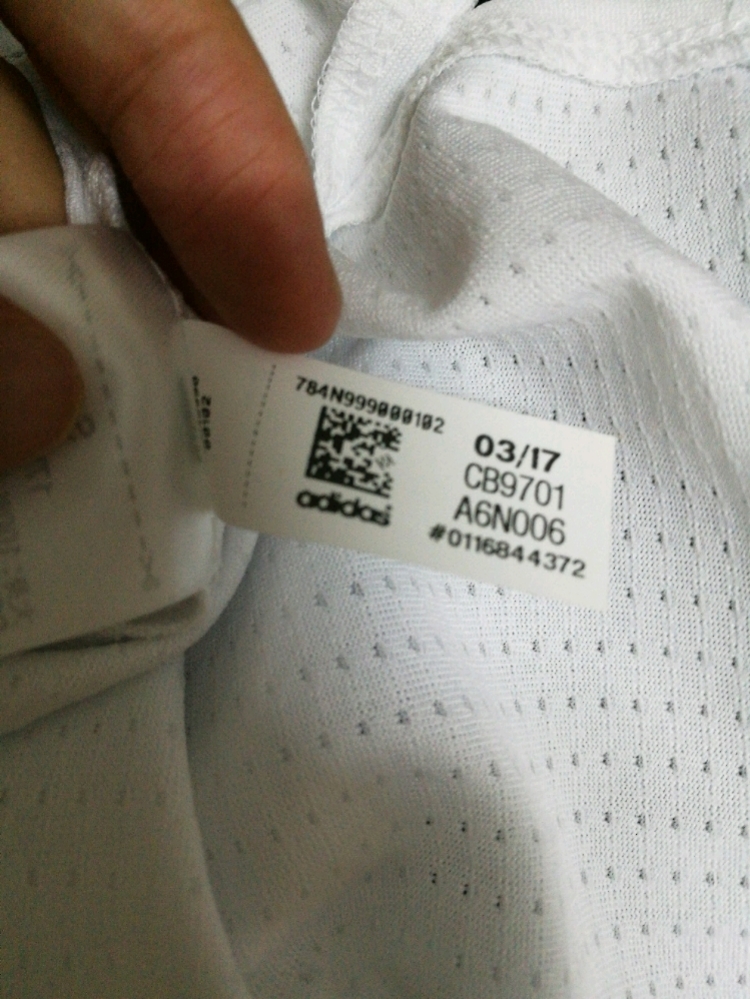 784N999000102
adidas
03/17
CB9701
A6N006
#0116844372